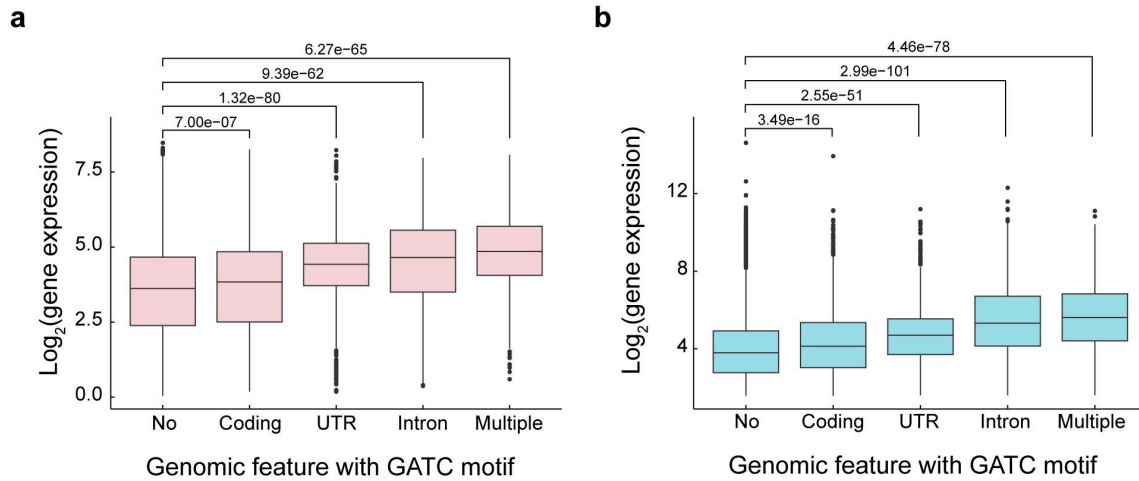 a
6.27e−65
9.39e−62
1.32e−80
7.00e−07
Log2(gene expression)
7.5
5.0
2.5
0.0
No Coding UTR Intron Multiple
Genomic feature with GATC motif
b
4.46e−78
2.99e−101
2.55e−51
3.49e−16
Log2(gene expression)
12
8
4
No Coding UTR Intron Multiple
Genomic feature with GATC motif